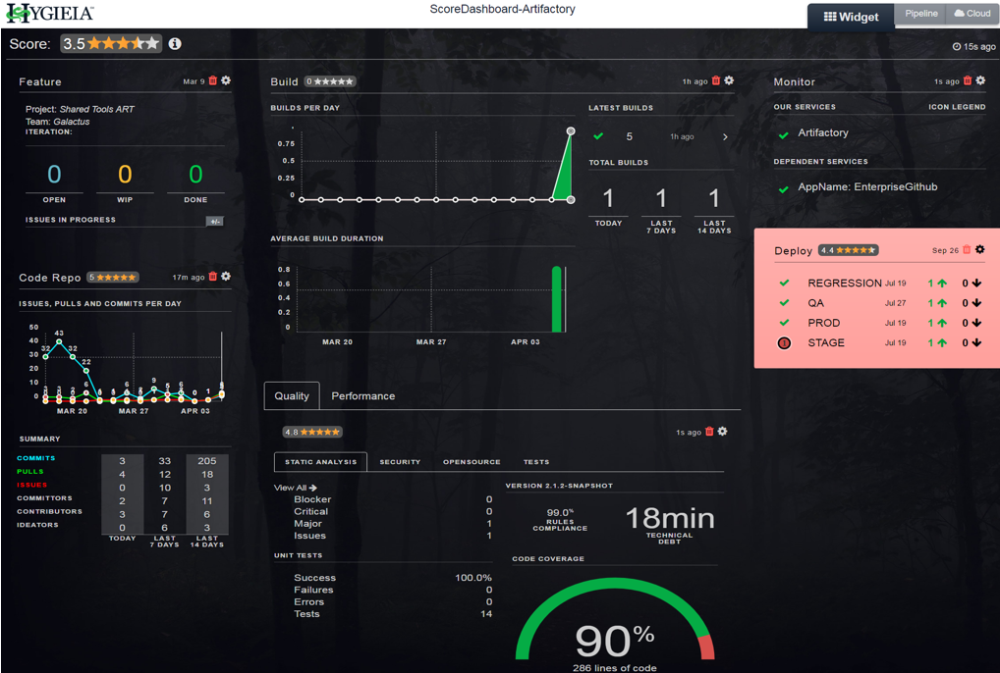 HYGIEIA™
ScoreDashboard-Artifactory
Widget
Pipeline
Cloud
Score: 3.5
15s ago
Feature
Mar 9
Project: Shared Tools ART
Team: Galactus
ITERATION:
0 0 0
OPEN WIP DONE
ISSUES IN PROGRESS
+/-
Code Repo 5
17m ago
ISSUES, PULLS AND COMMITS PER DAY
50
40
30
20
10
0
32 43 32 22
6 6 9 5 6 1
MAR 20 MAR 27 APR 03
SUMMARY
COMMITS 3 33 205
PULLS 4 12 18
ISSUES 0 10 3
COMMITTORS 2 7 11
CONTRIBUTORS 3 7 6
IDEATORS 0 6 3
TODAY LAST 7 DAYS LAST 14 DAYS
Build 0
1h ago
BUILDS PER DAY
0.75
0.5
0.25
0
LATEST BUILDS
5 1h ago
TOTAL BUILDS
1 1 1
TODAY LAST 7 DAYS LAST 14 DAYS
AVERAGE BUILD DURATION
0.8
0.6
0.4
0.2
0
MAR 20 MAR 27 APR 03
Quality
Performance
4.8
1s ago
STATIC ANALYSIS SECURITY OPENSOURCE TESTS
View All
Blocker 0
Critical 0
Major 1
Issues 1
UNIT TESTS
Success 100.0%
Failures 0
Errors 0
Tests 14
VERSION 2.1.2-SNAPSHOT
99.0%
RULES
COMPLIANCE
18min
TECHNICAL
DEBT
CODE COVERAGE
90%
286 lines of code
Monitor
1s ago
OUR SERVICES ICON LEGEND
Artifactory
DEPENDENT SERVICES
AppName: EnterpriseGithub
Deploy 4.4
Sep 26
REGRESSION Jul 19 1 0
QA Jul 27 1 0
PROD Jul 19 1 0
STAGE Jul 19 1 0